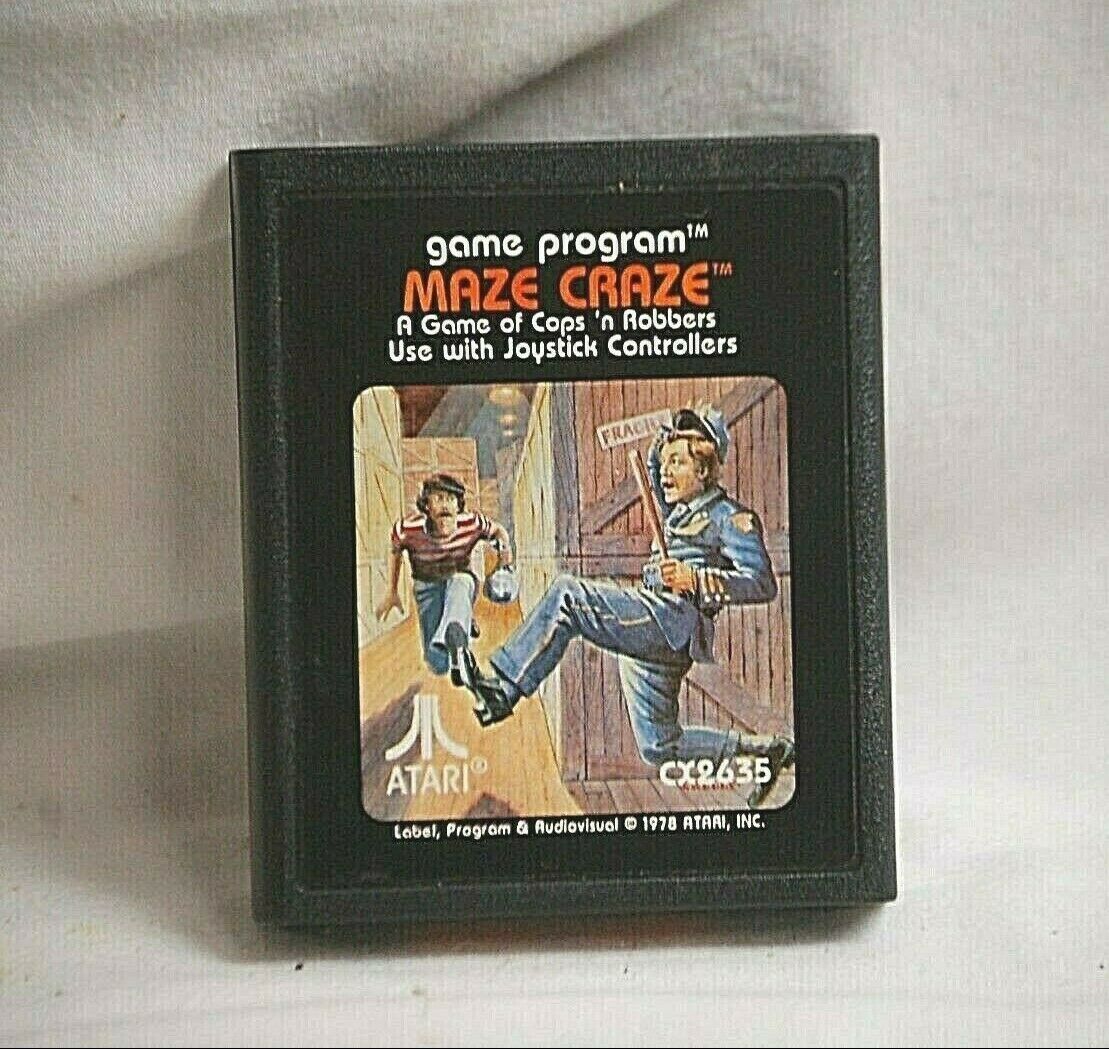 game program™
MAZE CRAZE™
A Game of Cops 'n Robbers
Use with Joystick Controllers
FRAGILE
ATARI®
CX2635
Label, Program & Audiovisual © 1978 ATARI, INC.